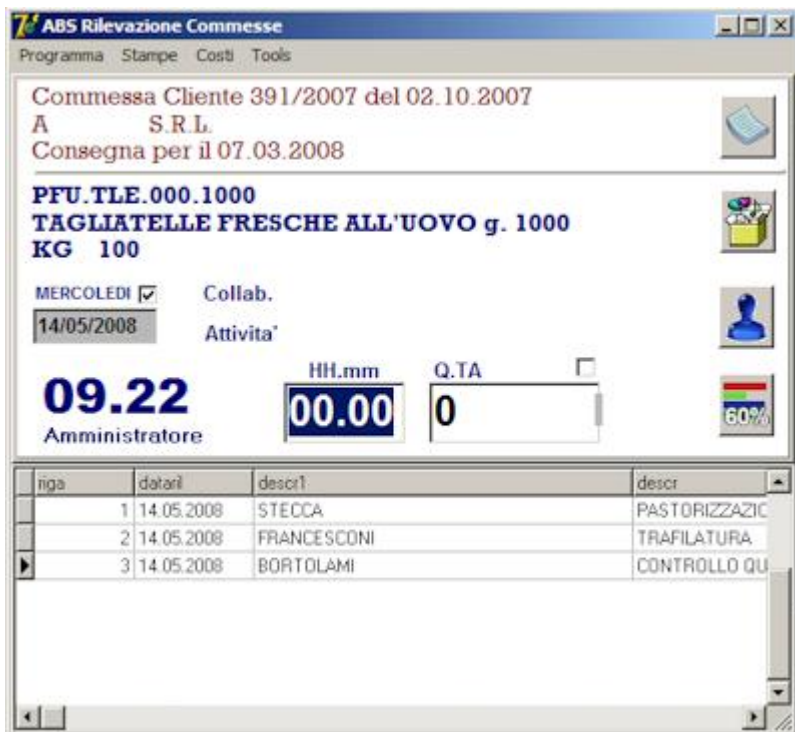 ABS Rilevazione Commesse
Programma Stampe Costi Tools
Commessa Cliente 391/2007 del 02.10.2007
A S.R.L.
Consegna per il 07.03.2008
PFU.TLE.000.1000
TAGLIATELLE FRESCHE ALL'UOVO g. 1000
KG 100
MERCOLEDI Collab.
14/05/2008 Attivita'
HH.mm Q.TA
09.22 00.00 0 60%
Amministratore
riga dataril descr1 descr
1 14.05.2008 STECCA PASTORIZZAZIO
2 14.05.2008 FRANCESCONI TRAFILATURA
3 14.05.2008 BORTOLAMI CONTROLLO QU